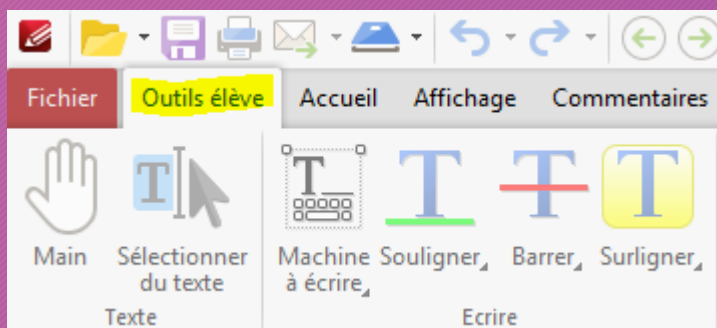 Fichier Outils élève Accueil Affichage Commentaires
Main Sélectionner Machine Souligner Barrer Surligner
du texte à écrire
Texte Ecrire